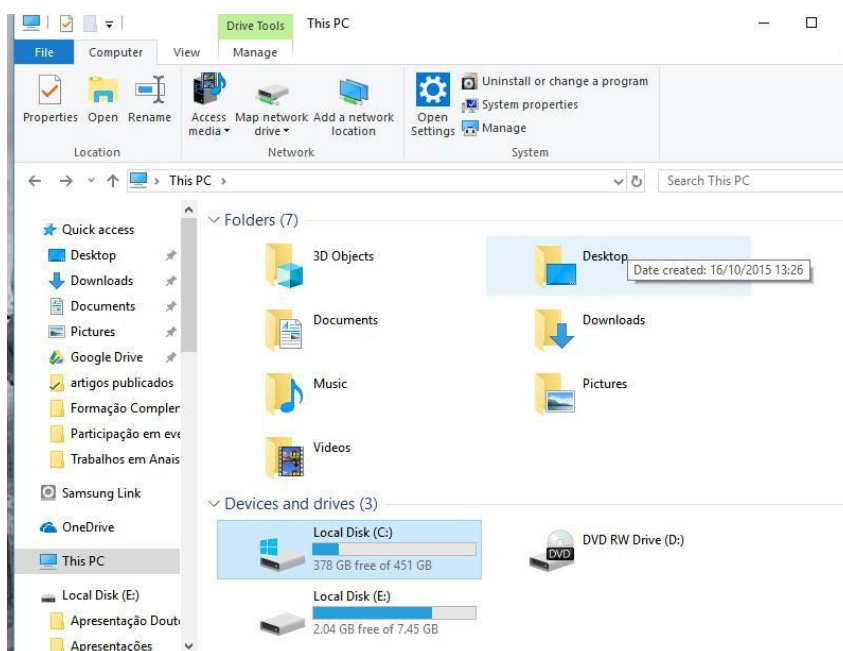 Drive Tools This PC
File Computer View Manage
Properties Open Rename
Access media
Map network drive
Add a network location
Open Settings
Uninstall or change a program
System properties
Manage
Location Network System
This PC
Search This PC
Quick access
Desktop
Downloads
Documents
Pictures
Google Drive
artigos publicados
Formação Compler
Participação em eve
Trabalhos em Anais
Samsung Link
OneDrive
This PC
Local Disk (E:)
Apresentação Douto
Apresentações
Folders (7)
3D Objects
Desktop
Date created: 16/10/2015 13:26
Documents
Downloads
Music
Pictures
Videos
Devices and drives (3)
Local Disk (C:)
378 GB free of 451 GB
DVD RW Drive (D:)
DVD
Local Disk (E:)
2.04 GB free of 7.45 GB